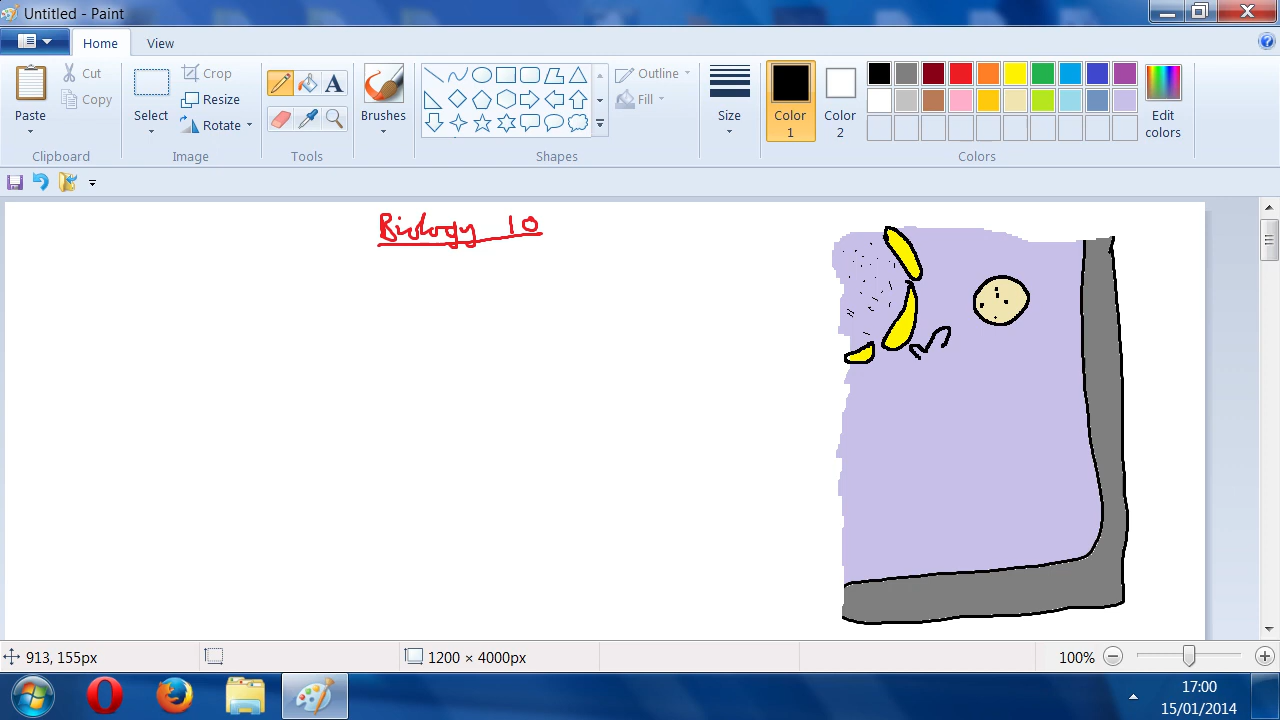 Untitled - Paint
Home
View
Paste
Cut
Copy
Clipboard
Select
Crop
Resize
Rotate
Image
Tools
Brushes
Shapes
Outline
Fill
Size
Color 1
Color 2
Edit colors
Colors
Biology 10
913, 155px
1200 × 4000px
100%
17:00
15/01/2014